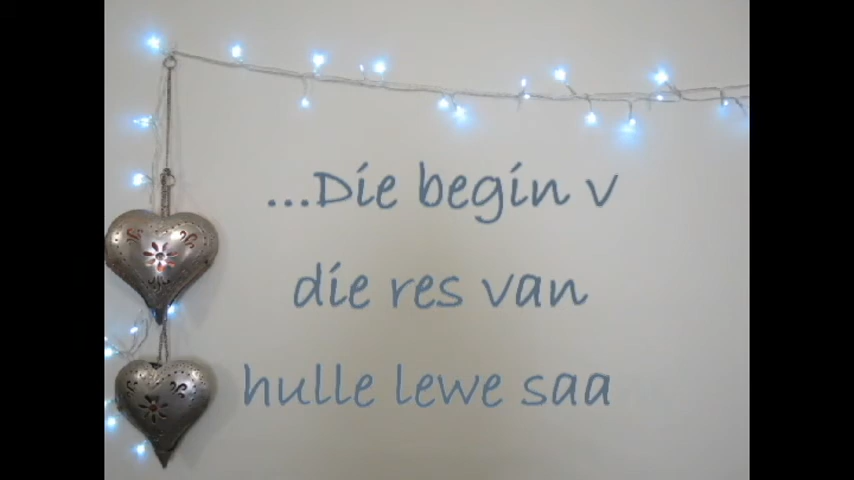 ...Die begin v
die res van
hulle lewe saa